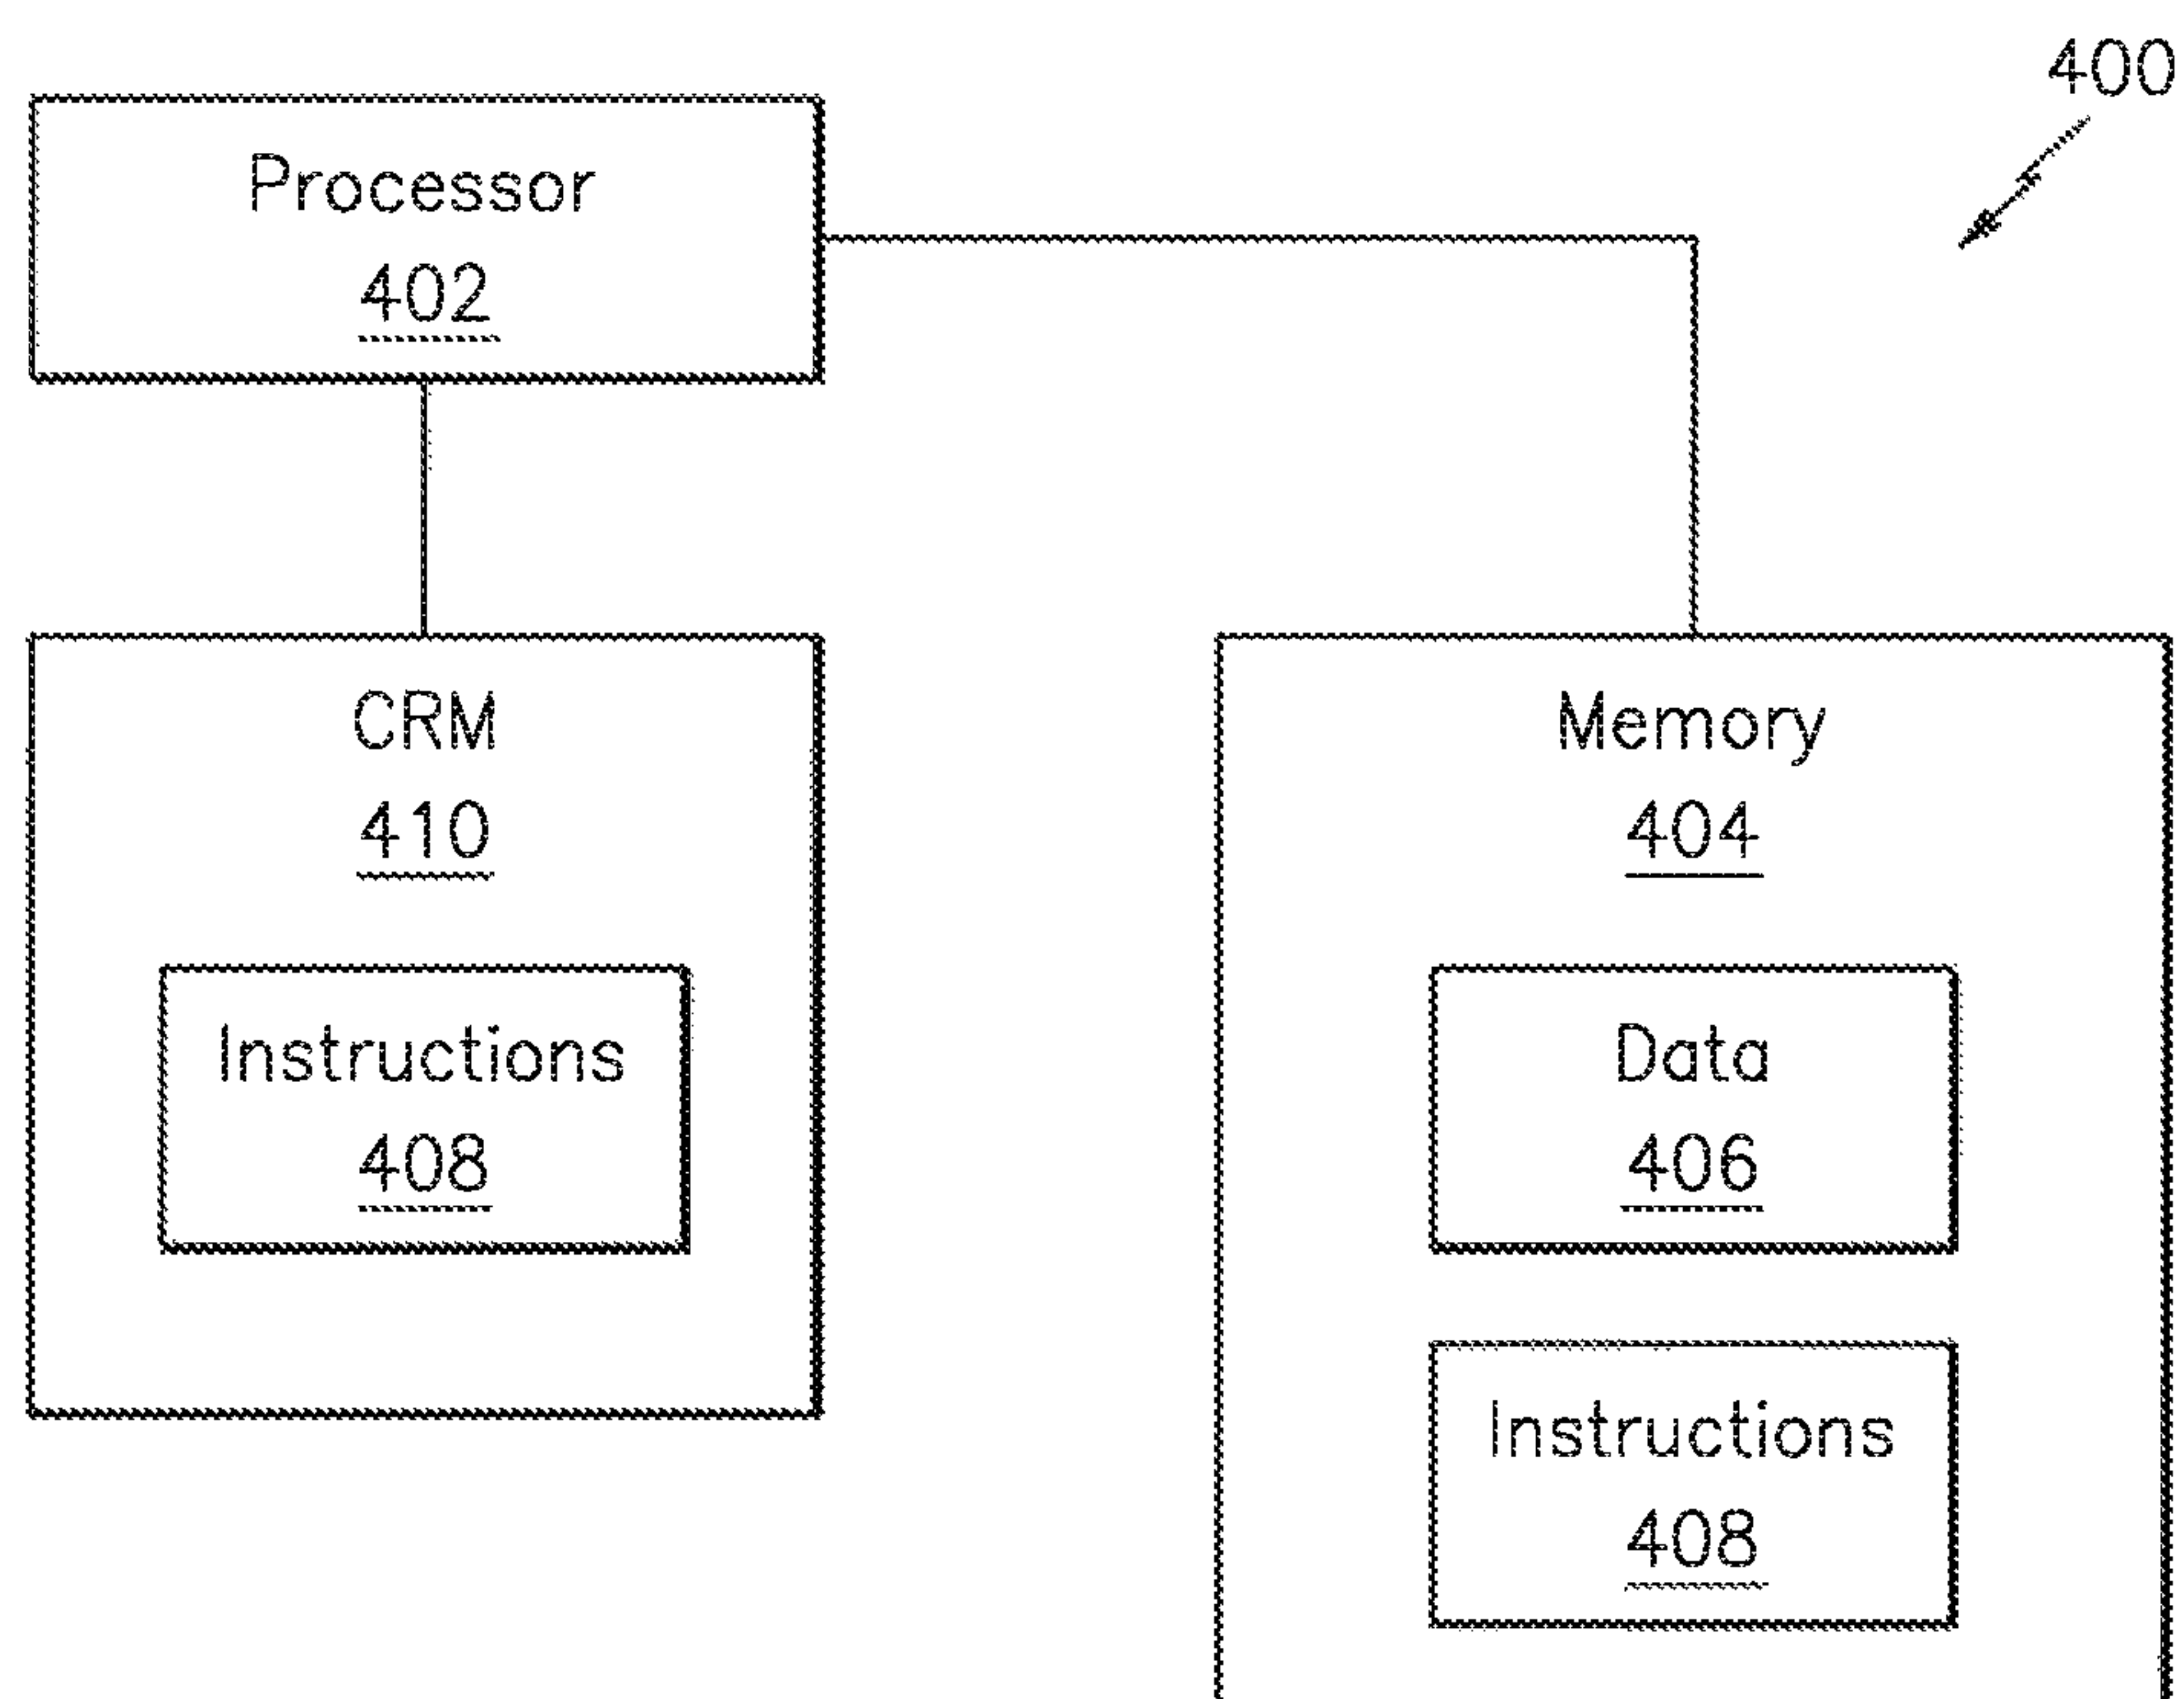 400
Processor
402
CRM
410
Instructions
408
Memory
404
Data
406
Instructions
408